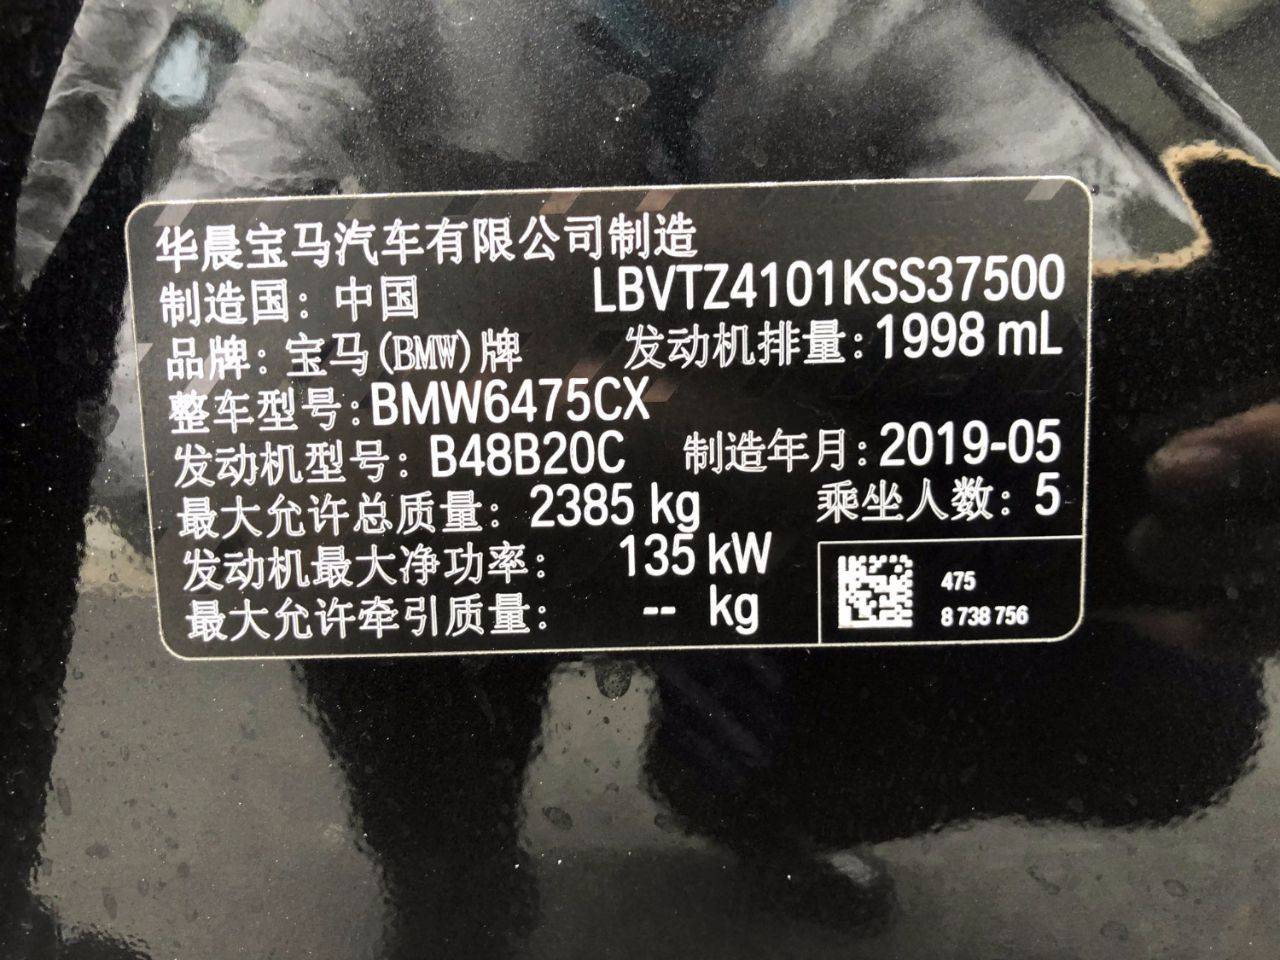 华晨宝马汽车有限公司制造
制造国：中国 LBVTZ4101KSS37500
品牌：宝马(BMW)牌 发动机排量：1998 mL
整车型号：BMW6475CX
发动机型号：B48B20C 制造年月：2019-05
最大允许总质量：2385 kg 乘坐人数：5
发动机最大净功率：135 kW
最大允许牵引质量：-- kg
475
8 738 756